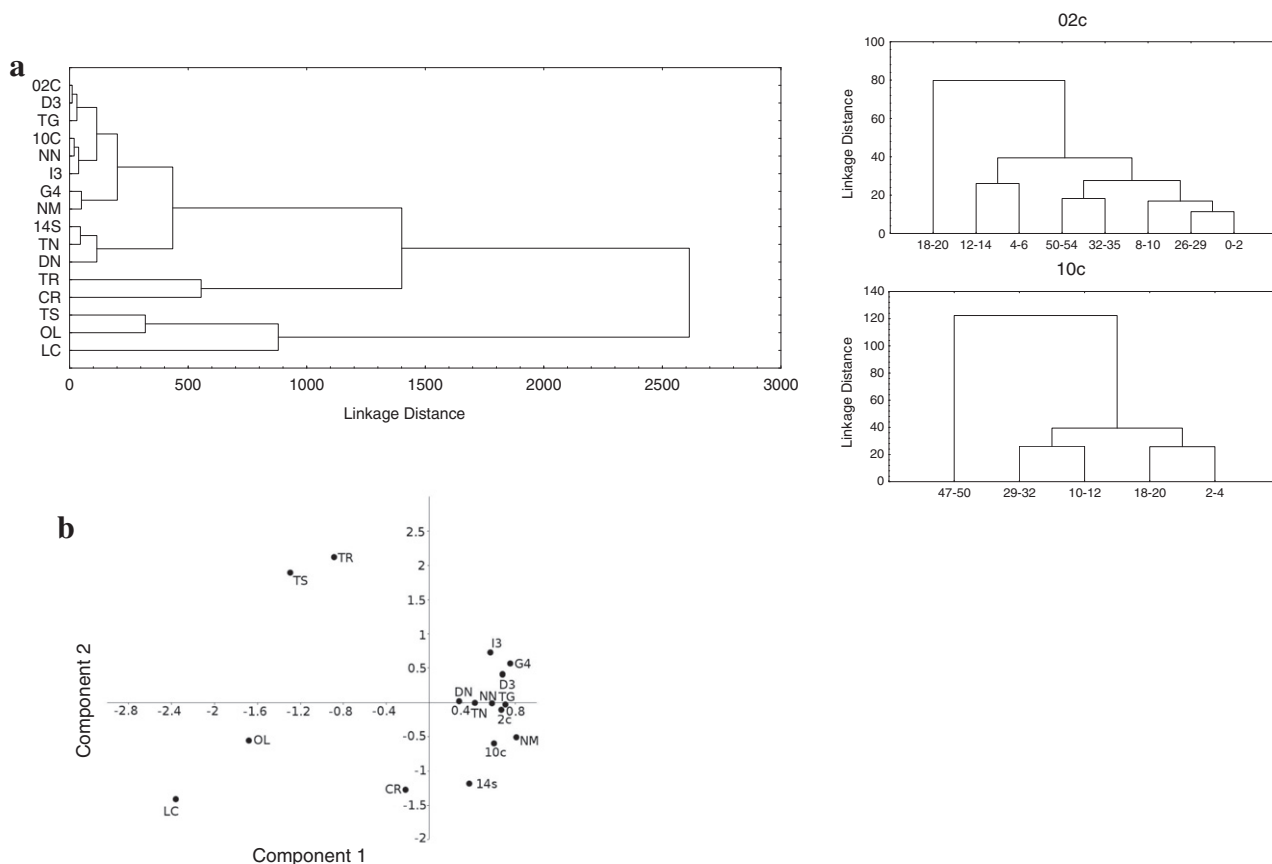 a
02C
D3
TG
10C
NN
I3
G4
NM
14S
TN
DN
TR
CR
TS
OL
LC
0 500 1000 1500 2000 2500 3000
Linkage Distance
02c
100
80
60
40
20
0
Linkage Distance
18-20 12-14 4-6 50-54 32-35 8-10 26-29 0-2
10c
140
120
100
80
60
40
20
0
Linkage Distance
47-50 29-32 10-12 18-20 2-4
b
2.5
2
1.5
1
0.5
-0.5
-1
-1.5
-2
-2.8 -2.4 -2 -1.6 -1.2 -0.8 -0.4 0.4 0.8
TR
TS
I3
G4
D3
DN NN TG
TN 2c
NM
10c
OL
14s
CR
LC
Component 2
Component 1